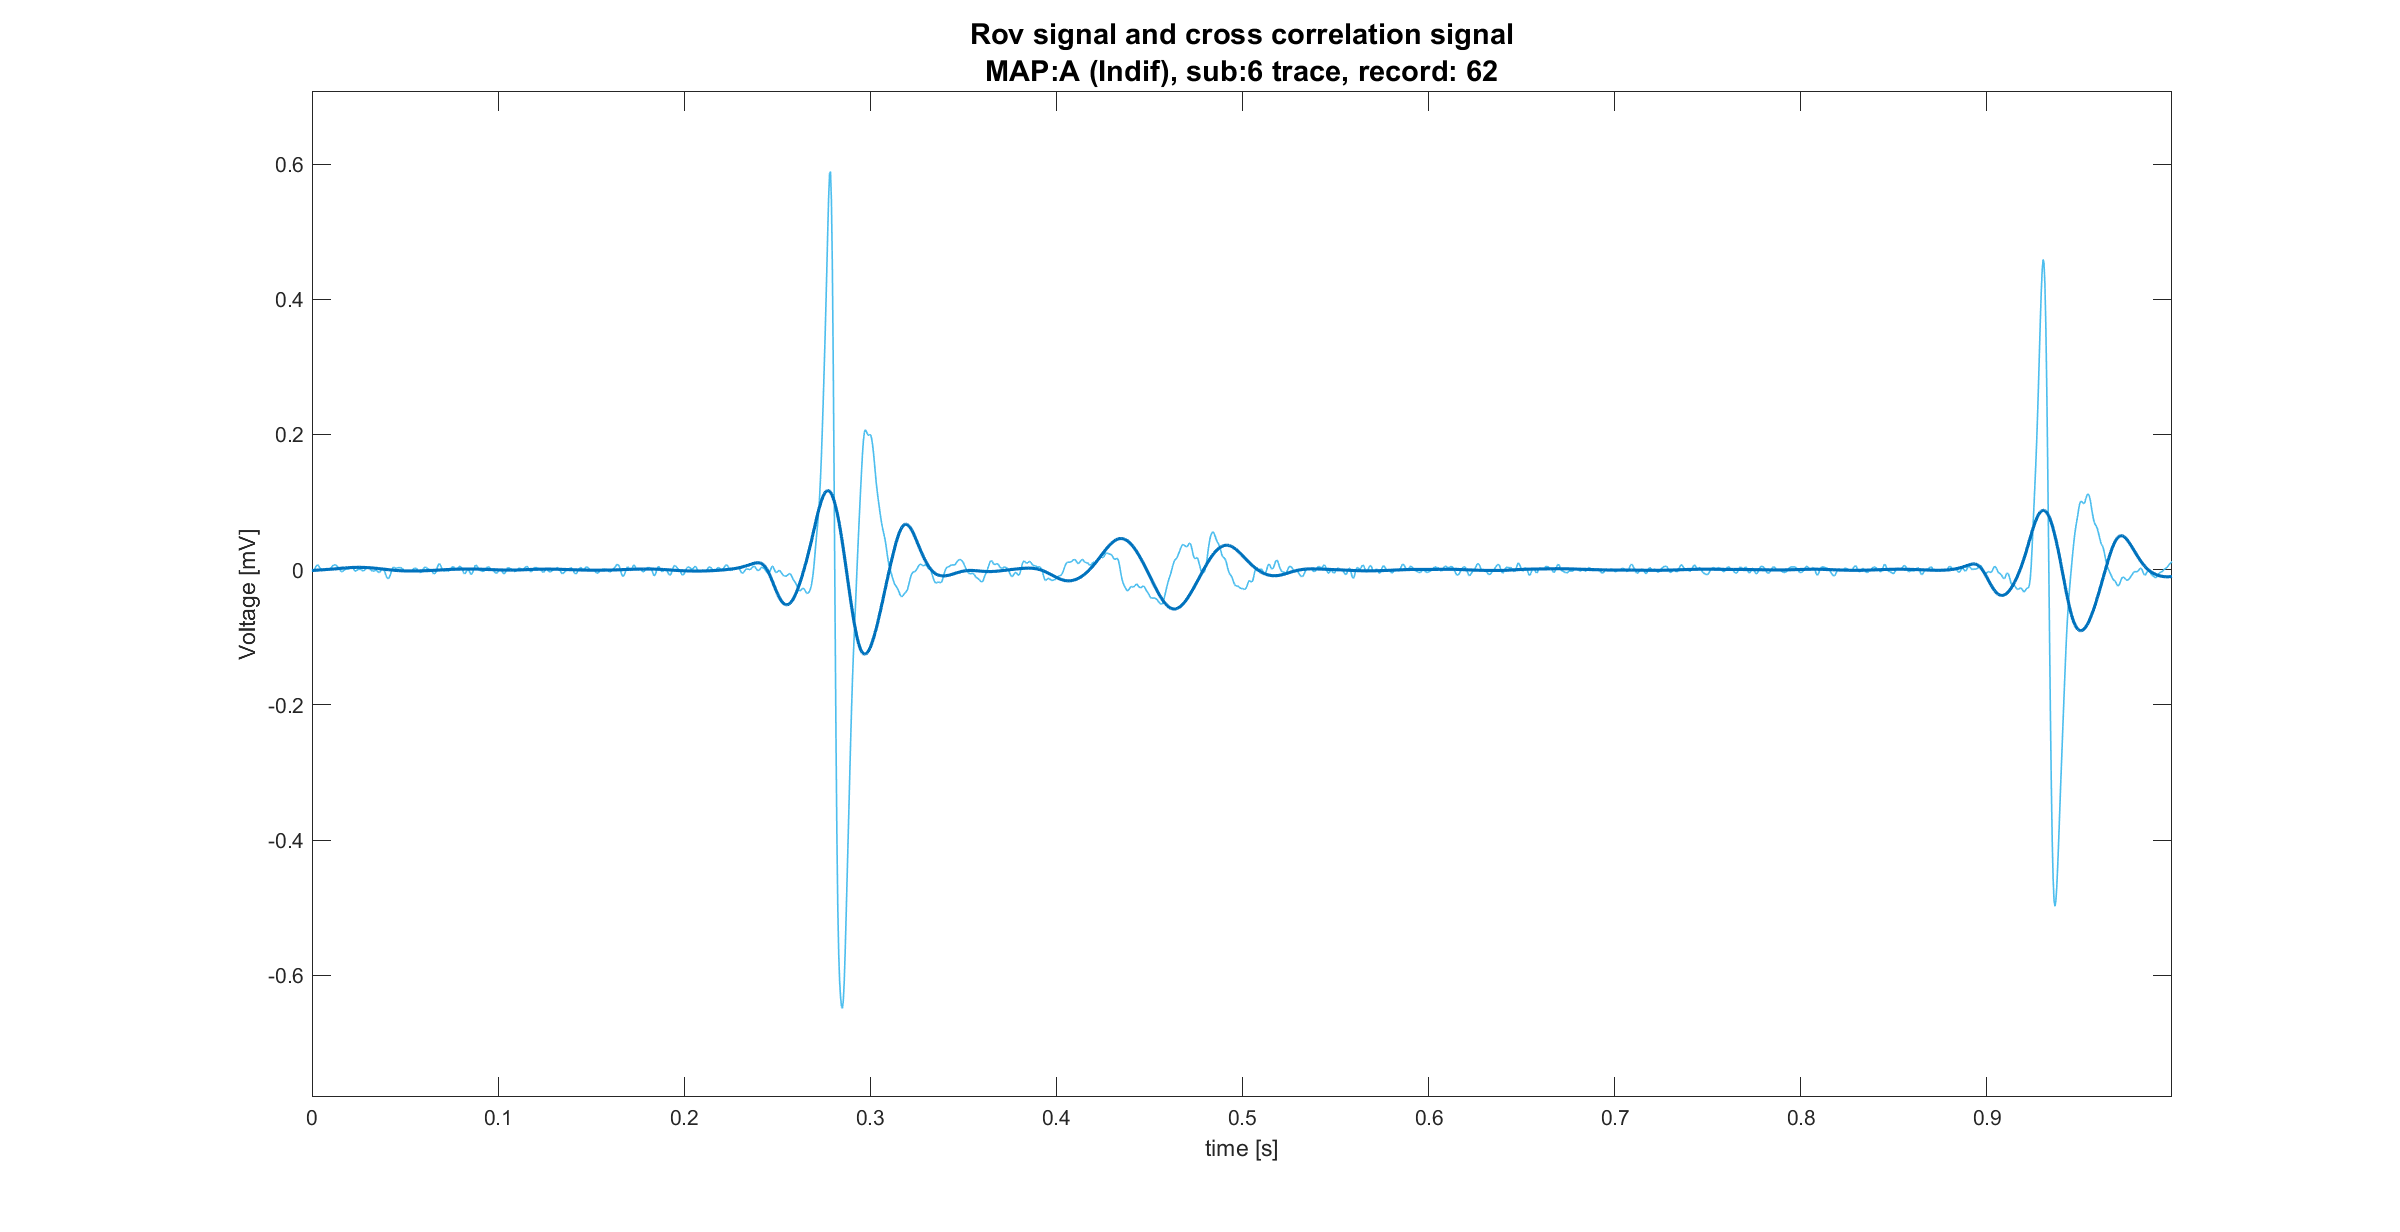 Rov signal and cross correlation signal
MAP:A (Indif), sub:6 trace, record: 62
0.6
0.4
0.2
0
-0.2
-0.4
-0.6
Voltage [mV]
0 0.1 0.2 0.3 0.4 0.5 0.6 0.7 0.8 0.9
time [s]